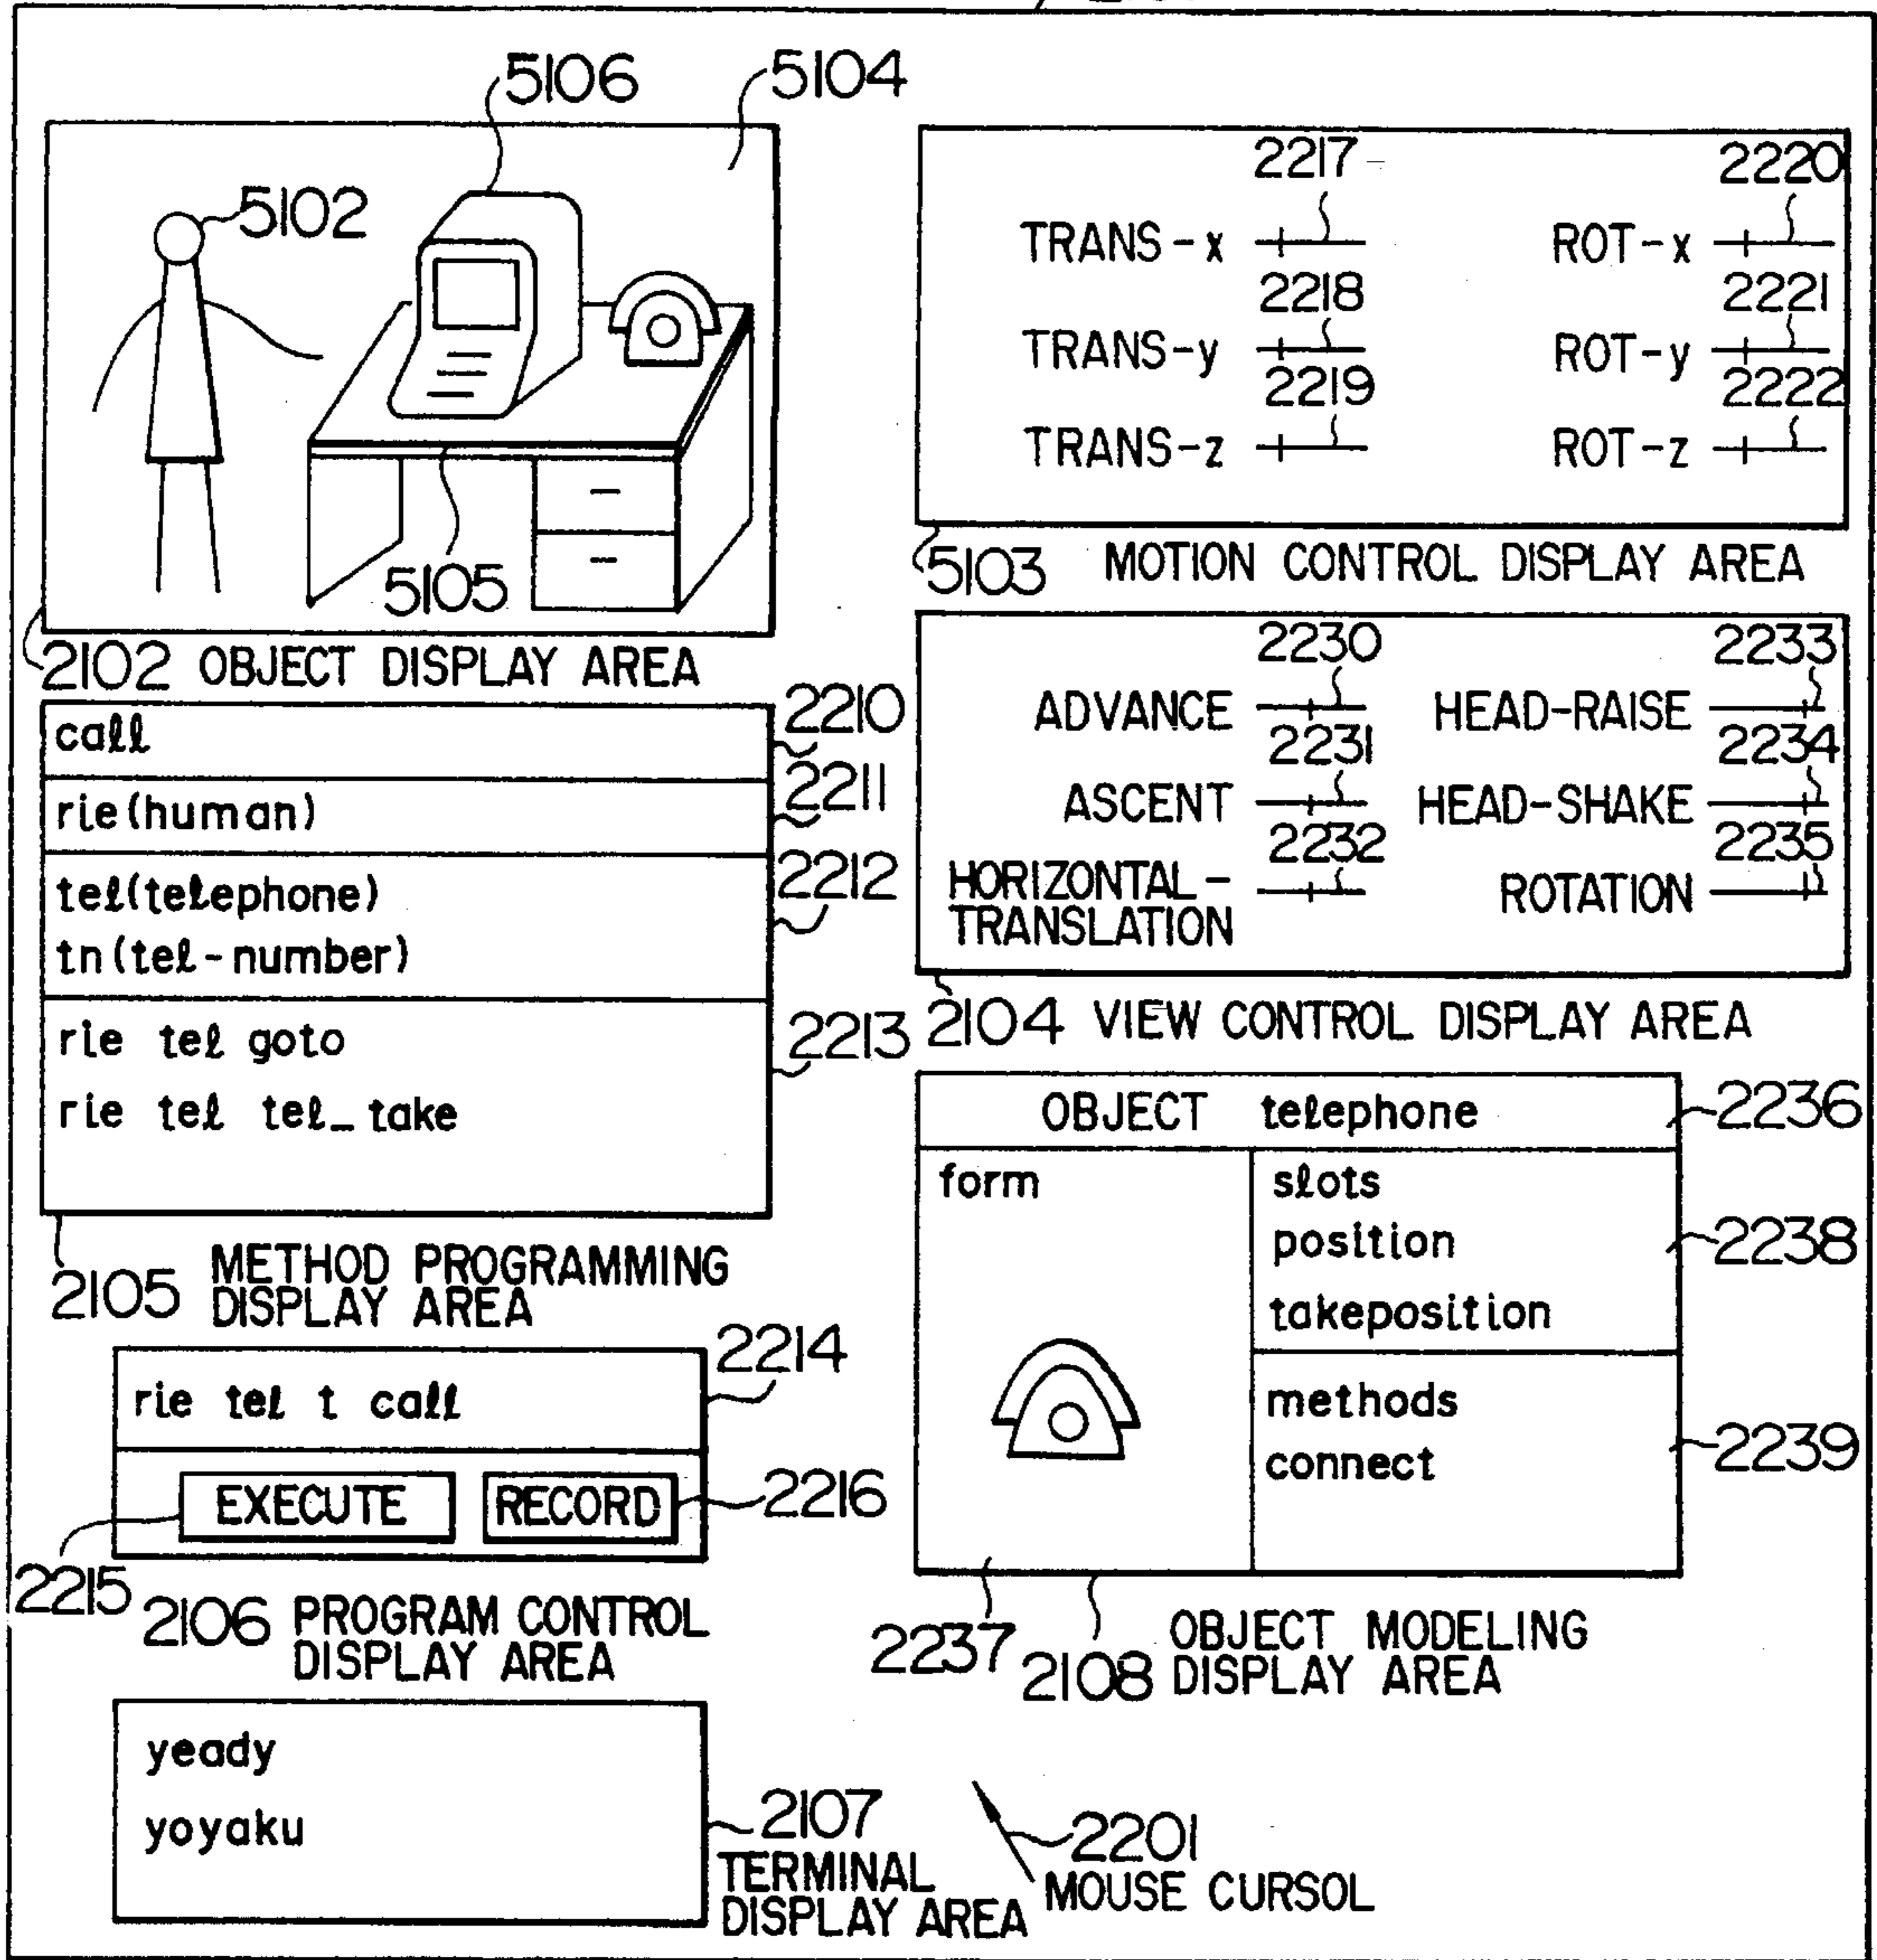 5106
5104
5102
5105
2102 OBJECT DISPLAY AREA
2217
2220
TRANS-x
ROT-x
2218
2221
TRANS-y
ROT-y
2219
2222
TRANS-z
ROT-z
5103 MOTION CONTROL DISPLAY AREA
2230
2233
ADVANCE
HEAD-RAISE
2231
2234
ASCENT
HEAD-SHAKE
2232
2235
HORIZONTAL-
TRANSLATION
ROTATION
2104 VIEW CONTROL DISPLAY AREA
call
2210
rie(human)
2211
tel(telephone)
2212
tn(tel-number)
rie tel goto
2213
rie tel tel_take
2105 METHOD PROGRAMMING
DISPLAY AREA
rie tel t call
2214
EXECUTE
RECORD
2216
2215
2106 PROGRAM CONTROL
DISPLAY AREA
OBJECT telephone
2236
form
slots
position
2238
takeposition
methods
connect
2239
2237
2108 OBJECT MODELING
DISPLAY AREA
yeady
yoyaku
2107
TERMINAL
DISPLAY AREA
2201
MOUSE CURSOL